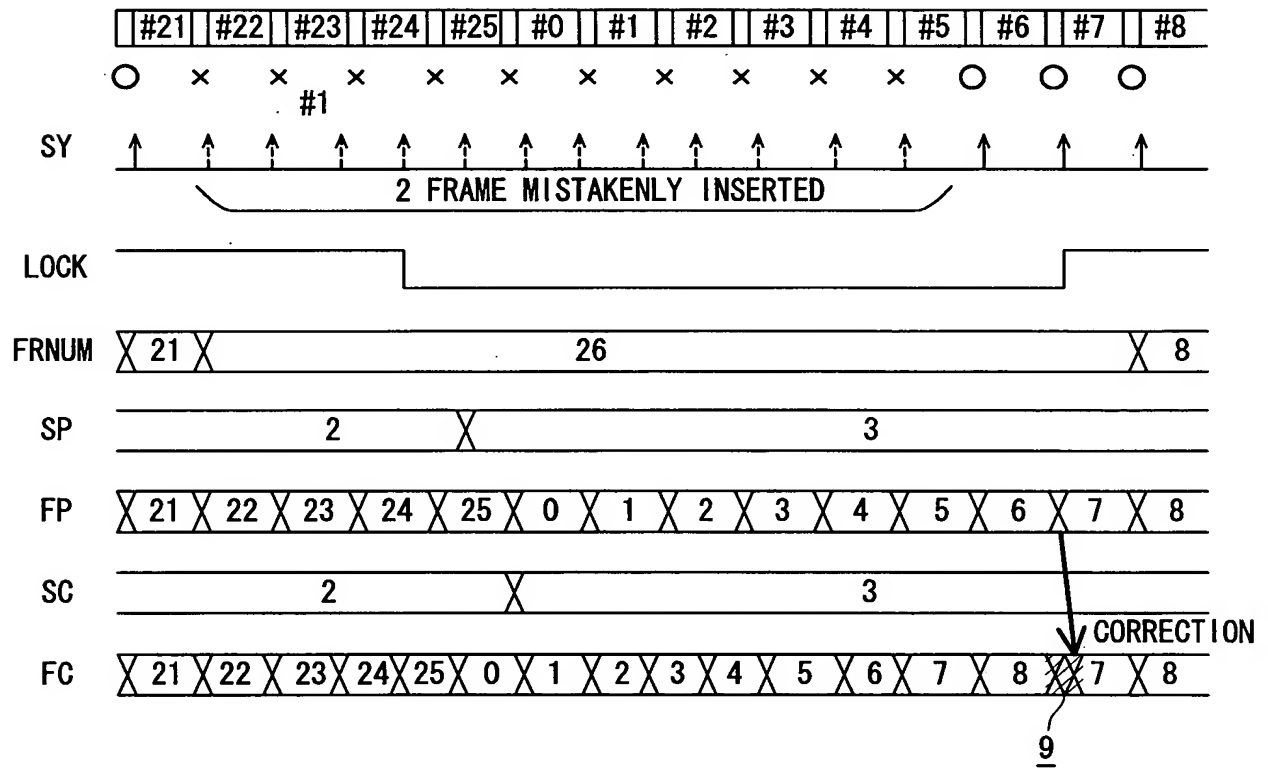 #21 #22 #23 #24 #25 #0 #1 #2 #3 #4 #5 #6 #7 #8
#1
SY
2 FRAME MISTAKENLY INSERTED
LOCK
FRNUM 21 26 8
SP 2 3
FP 21 22 23 24 25 0 1 2 3 4 5 6 7 8
SC 2 3
CORRECTION
FC 21 22 23 24 25 0 1 2 3 4 5 6 7 8 7 8
9